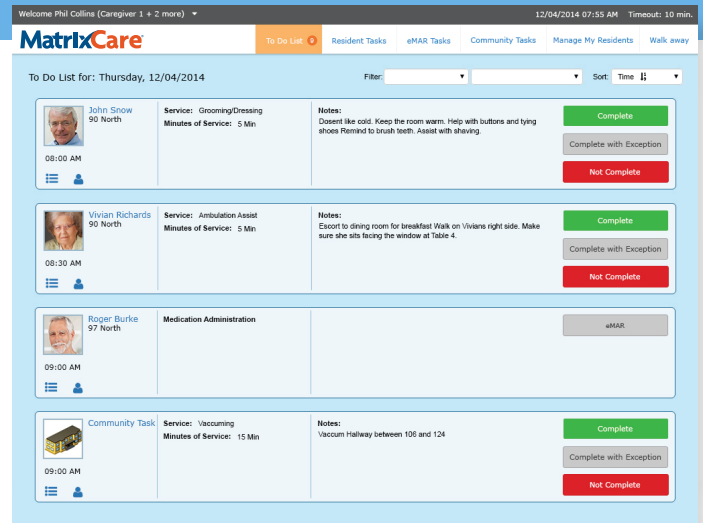 Welcome Phil Collins (Caregiver 1 + 2 more)
12/04/2014 07:55 AM Timeout: 10 min.
MatrixCare
To Do List 8 Resident Tasks eMAR Tasks Community Tasks Manage My Residents Walk away
To Do List for: Thursday, 12/04/2014
Filter: Sort: Time
John Snow
90 North
08:00 AM
Service: Grooming/Dressing
Minutes of Service: 5 Min
Notes:
Dosent like cold. Keep the room warm. Help with buttons and tying
shoes Remind to brush teeth. Assist with shaving.
Complete
Complete with Exception
Not Complete
Vivian Richards
90 North
08:30 AM
Service: Ambulation Assist
Minutes of Service: 5 Min
Notes:
Escort to dining room for breakfast Walk on Vivians right side. Make
sure she sits facing the window at Table 4.
Complete
Complete with Exception
Not Complete
Roger Burke
97 North
09:00 AM
Medication Administration
eMAR
Community Task
09:00 AM
Service: Vaccuming
Minutes of Service: 15 Min
Notes:
Vaccum Hallway between 106 and 124
Complete
Complete with Exception
Not Complete